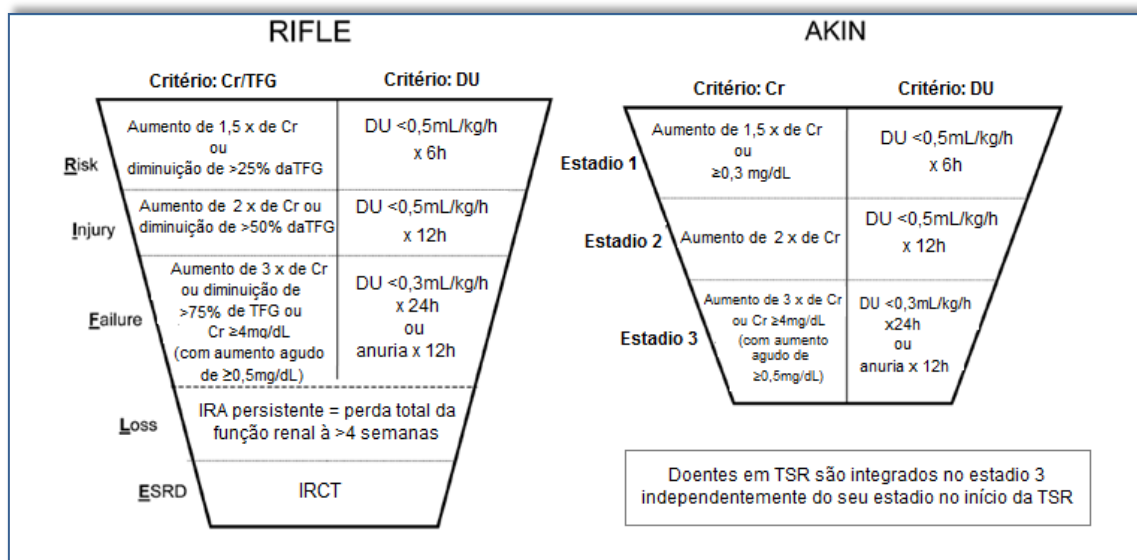 RIFLE
Critério: Cr/TFG
Critério: DU
Risk
Aumento de 1,5 x de Cr
ou
diminuição de >25% daTFG
DU <0,5mL/kg/h
x 6h
Injury
Aumento de 2 x de Cr ou
diminuição de >50% daTFG
DU <0,5mL/kg/h
x 12h
Failure
Aumento de 3 x de Cr
ou diminuição de
>75% de TFG ou
Cr ≥4mg/dL
(com aumento agudo
de ≥0,5mg/dL)
DU <0,3mL/kg/h
x 24h
ou
anuria x 12h
Loss
IRA persistente = perda total da
função renal à >4 semanas
ESRD
IRCT
AKIN
Critério: Cr
Critério: DU
Estadio 1
Aumento de 1,5 x de Cr
ou
≥0,3 mg/dL
DU <0,5mL/kg/h
x 6h
Estadio 2
Aumento de 2 x de Cr
DU <0,5mL/kg/h
x 12h
Estadio 3
Aumento de 3 x de Cr
ou Cr ≥4mg/dL
(com aumento
agudo de
≥0,5mg/dL)
DU <0,3mL/kg/h
x24h
ou
anuria x 12h
Doentes em TSR são integrados no estadio 3
independentemente do seu estadio no início da TSR